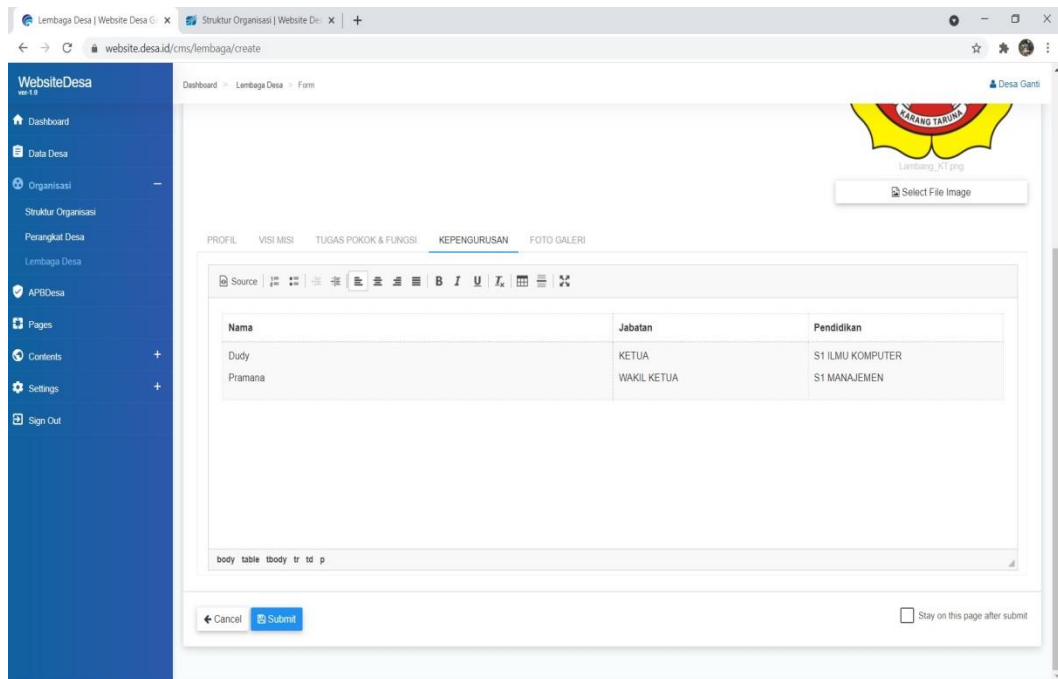 Lembaga Desa | Website Desa G
Struktur Organisasi | Website De
website.desa.id/cms/lembaga/create
WebsiteDesa
ver-1.0
Dashboard > Lembaga Desa > Form
Desa Ganti
Dashboard
Data Desa
Organisasi
Struktur Organisasi
Perangkat Desa
Lembaga Desa
APBDesa
Pages
Contents
Settings
Sign Out
KARANG TARUNA
Lambang_KT.png
Select File Image
PROFIL VISI MISI TUGAS POKOK & FUNGSI KEPENGURUSAN FOTO GALERI
Source B I U Ix
Nama Jabatan Pendidikan
Dudy KETUA S1 ILMU KOMPUTER
Pramana WAKIL KETUA S1 MANAJEMEN
body table tbody tr td p
Cancel Submit Stay on this page after submit